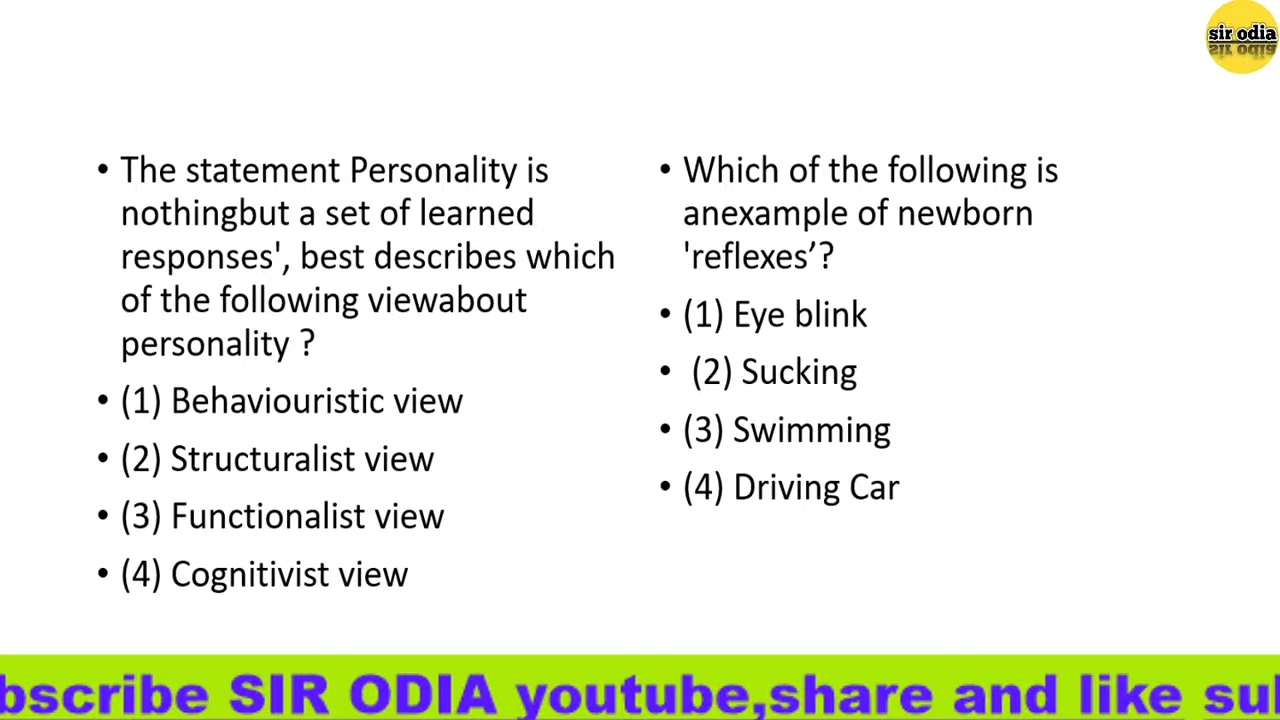 sir odia
• The statement Personality is
nothingbut a set of learned
responses', best describes which
of the following viewabout
personality ?
• (1) Behaviouristic view
• (2) Structuralist view
• (3) Functionalist view
• (4) Cognitivist view
• Which of the following is
anexample of newborn
'reflexes’?
• (1) Eye blink
• (2) Sucking
• (3) Swimming
• (4) Driving Car
bscribe SIR ODIA youtube,share and like sul